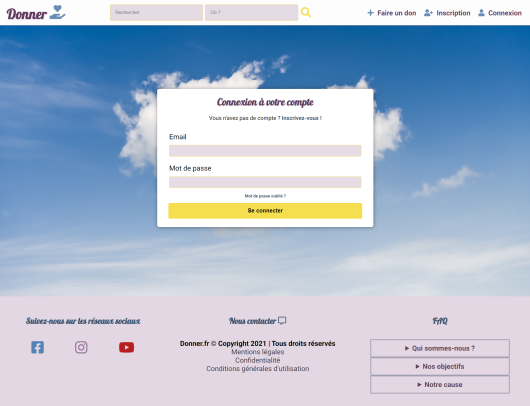 Donner
Rechercher
Où ?
Faire un don
Inscription
Connexion
Connexion à votre compte
Vous n'avez pas de compte ? Inscrivez-vous !
Email
Mot de passe
Mot de passe oublié ?
Se connecter
Suivez-nous sur les réseaux sociaux
Nous contacter
FAQ
Donner.fr © Copyright 2021 | Tous droits réservés
Mentions légales
Confidentialité
Conditions générales d'utilisation
Qui sommes-nous ?
Nos objectifs
Notre cause